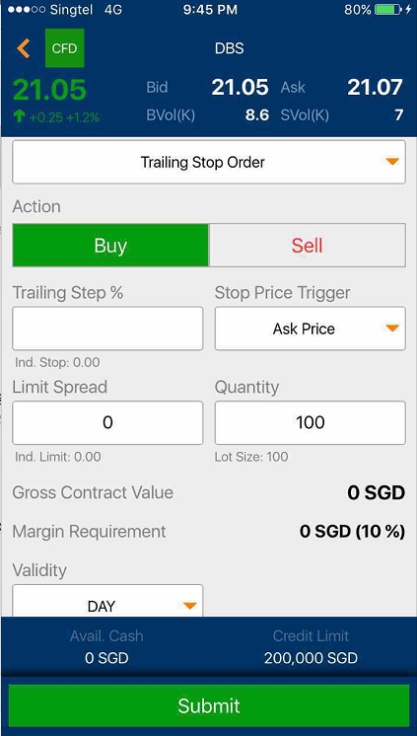 Singtel 4G 9:45 PM 80%
CFD DBS
21.05 Bid 21.05 Ask 21.07
+0.25 +1.2% BVol(K) 8.6 SVol(K) 7
Trailing Stop Order
Action
Buy Sell
Trailing Step % Stop Price Trigger
Ask Price
Ind. Stop: 0.00
Limit Spread Quantity
0 100
Ind. Limit: 0.00 Lot Size: 100
Gross Contract Value 0 SGD
Margin Requirement 0 SGD (10 %)
Validity
DAY
Avail. Cash Credit Limit
0 SGD 200,000 SGD
Submit